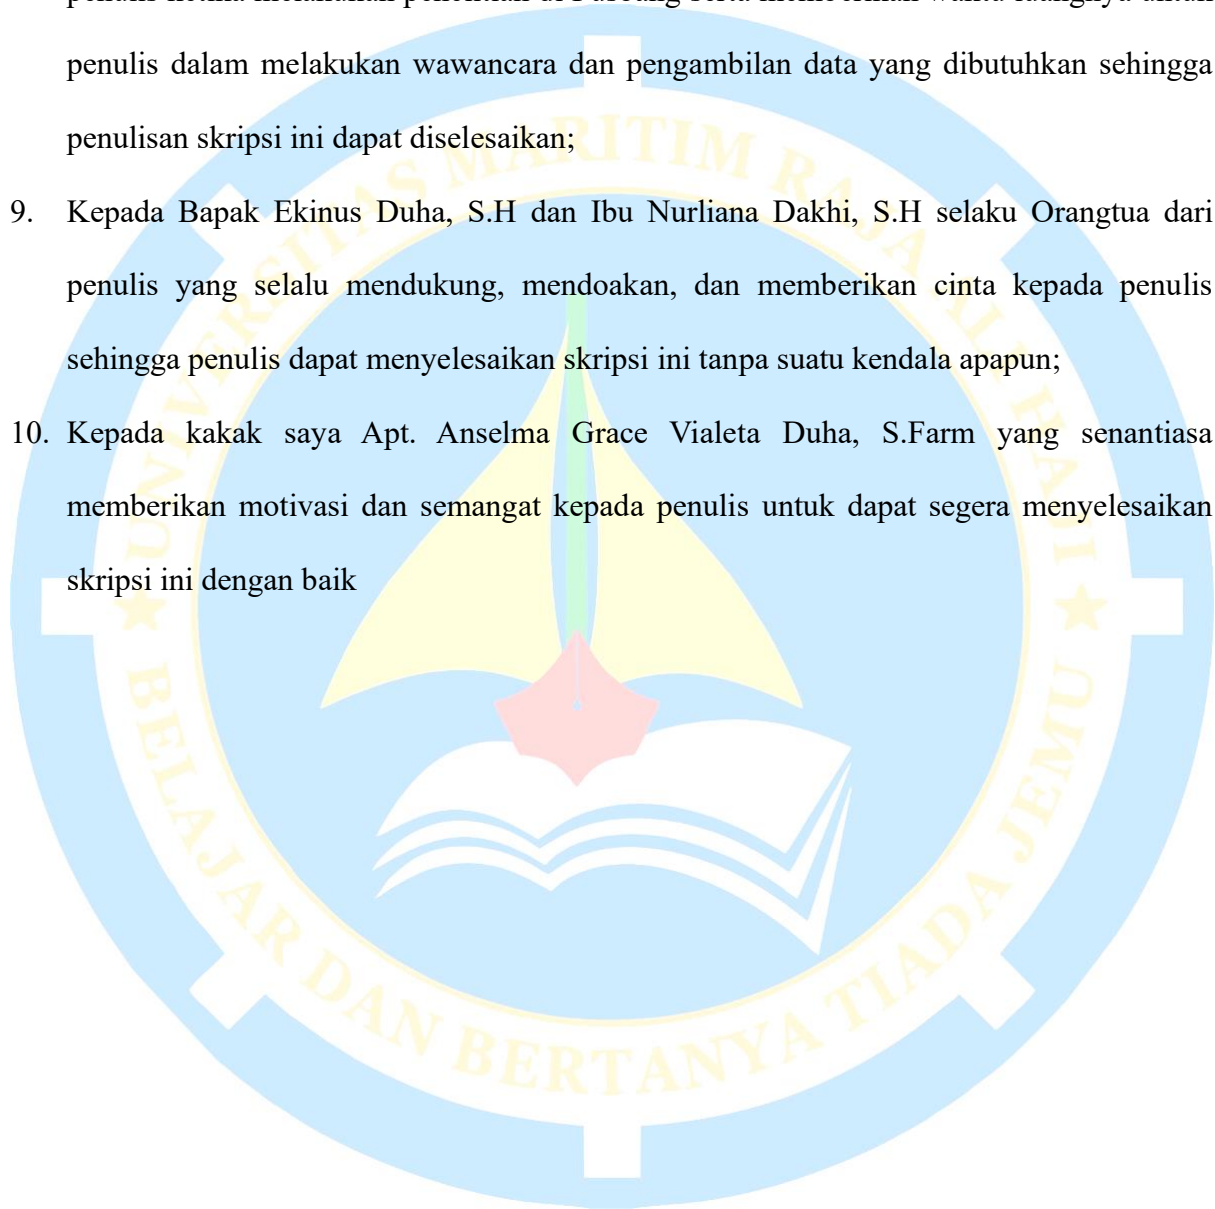 penulis dalam melakukan wawancara dan pengambilan data yang dibutuhkan sehingga
penulisan skripsi ini dapat diselesaikan;
9. Kepada Bapak Ekinus Duha, S.H dan Ibu Nurliana Dakhi, S.H selaku Orangtua dari
penulis yang selalu mendukung, mendoakan, dan memberikan cinta kepada penulis
sehingga penulis dapat menyelesaikan skripsi ini tanpa suatu kendala apapun;
10. Kepada kakak saya Apt. Anselma Grace Vialeta Duha, S.Farm yang senantiasa
memberikan motivasi dan semangat kepada penulis untuk dapat segera menyelesaikan
skripsi ini dengan baik
UNIVERSITAS MARITIM RAJA ALI HAJI
BELAJAR DAN BERTANYA TIADA JEMU